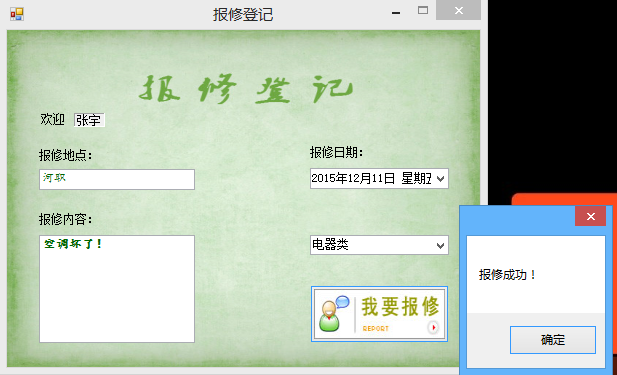 报修登记
报修登记
欢迎 张宇
报修地点：
报修日期：
河职
2015年12月11日 星期五
报修内容：
空调坏了！
电器类
我要报修
REPORT
报修成功！
确定